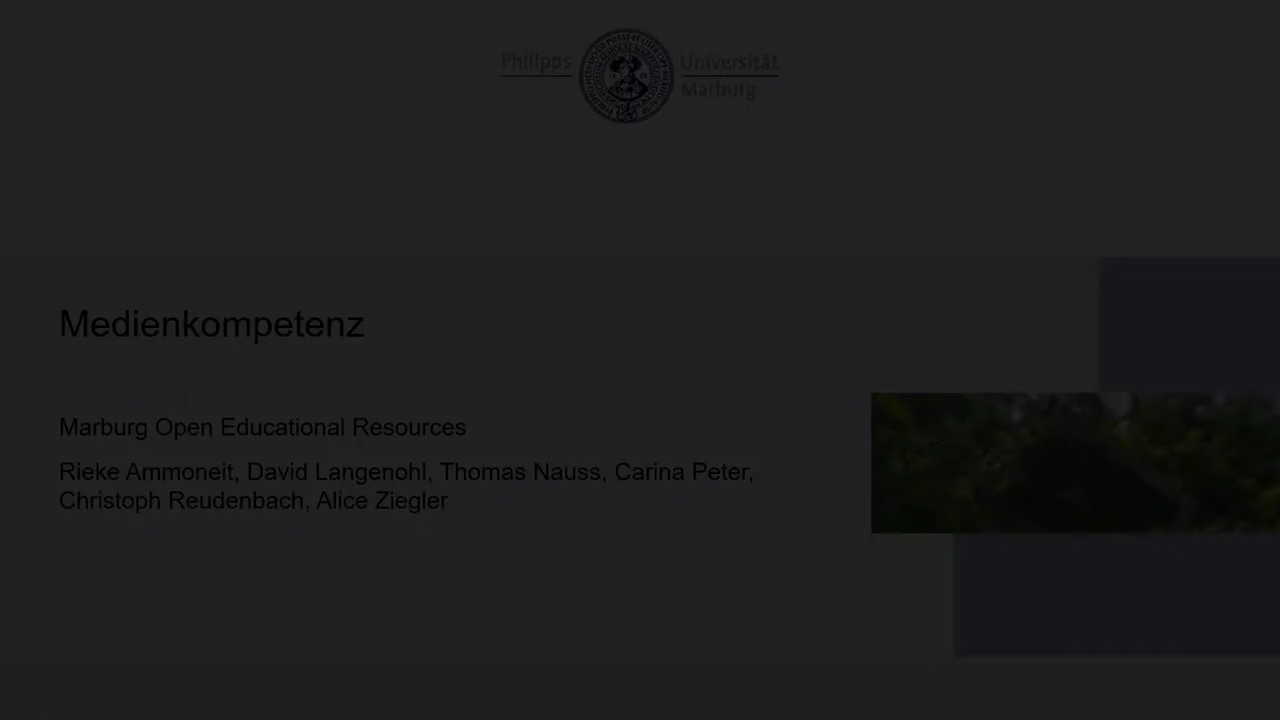 Philipps
Universität
Marburg
Medienkompetenz
Marburg Open Educational Resources
Rieke Ammoneit, David Langenohl, Thomas Nauss, Carina Peter,
Christoph Reudenbach, Alice Ziegler